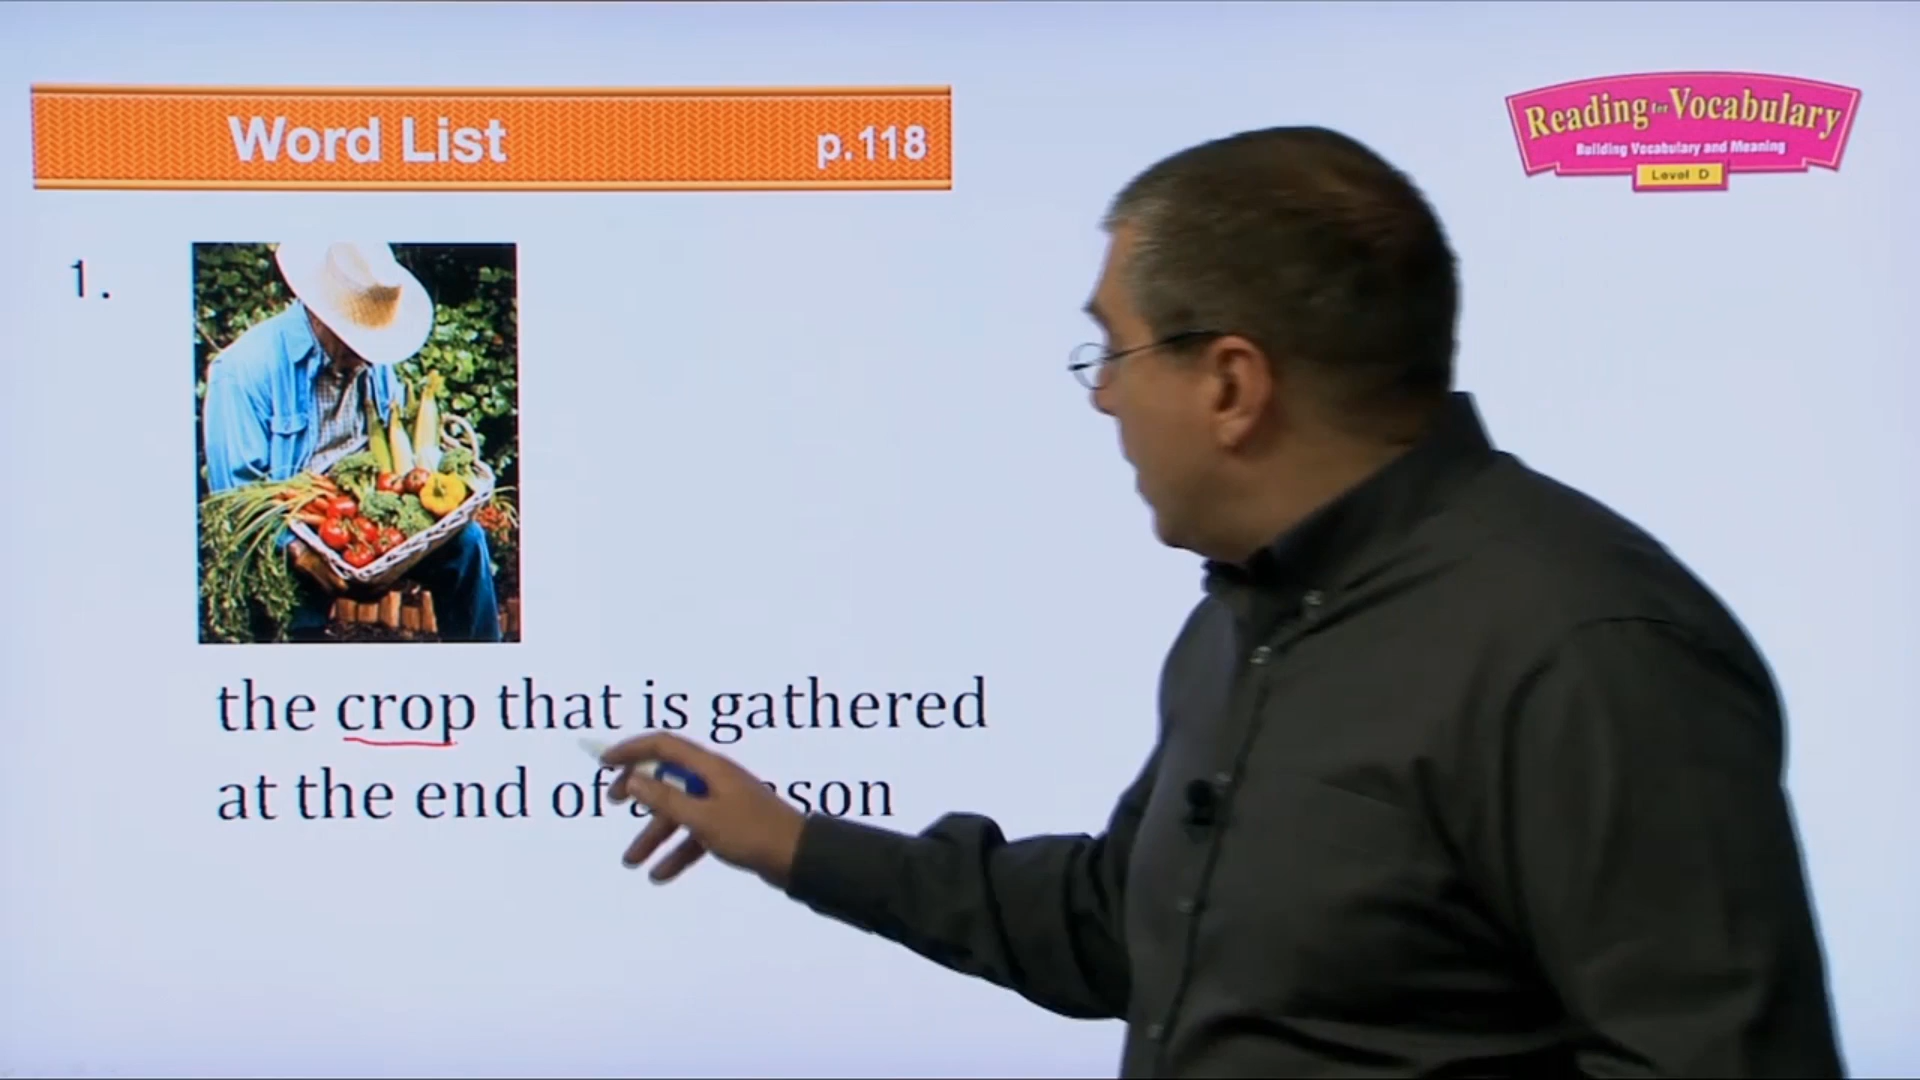 Word List
p.118
Reading for Vocabulary
Building Vocabulary and Meaning
Level D
1.
the crop that is gathered
at the end of a